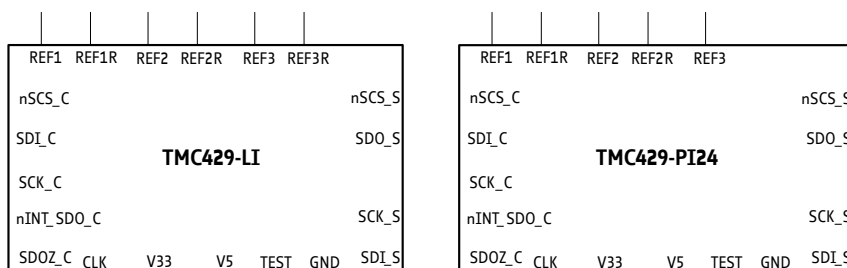 REF1 REF1R REF2 REF2R REF3 REF3R
nSCS_C nSCS_S
SDI_C SDO_S
TMC429-LI
SCK_C
nINT_SDO_C SCK_S
SDOZ_C CLK V33 V5 TEST GND SDI_S
REF1 REF1R REF2 REF2R REF3
nSCS_C nSCS_S
SDI_C SDO_S
TMC429-PI24
SCK_C
nINT_SDO_C SCK_S
SDOZ_C CLK V33 V5 TEST GND SDI_S